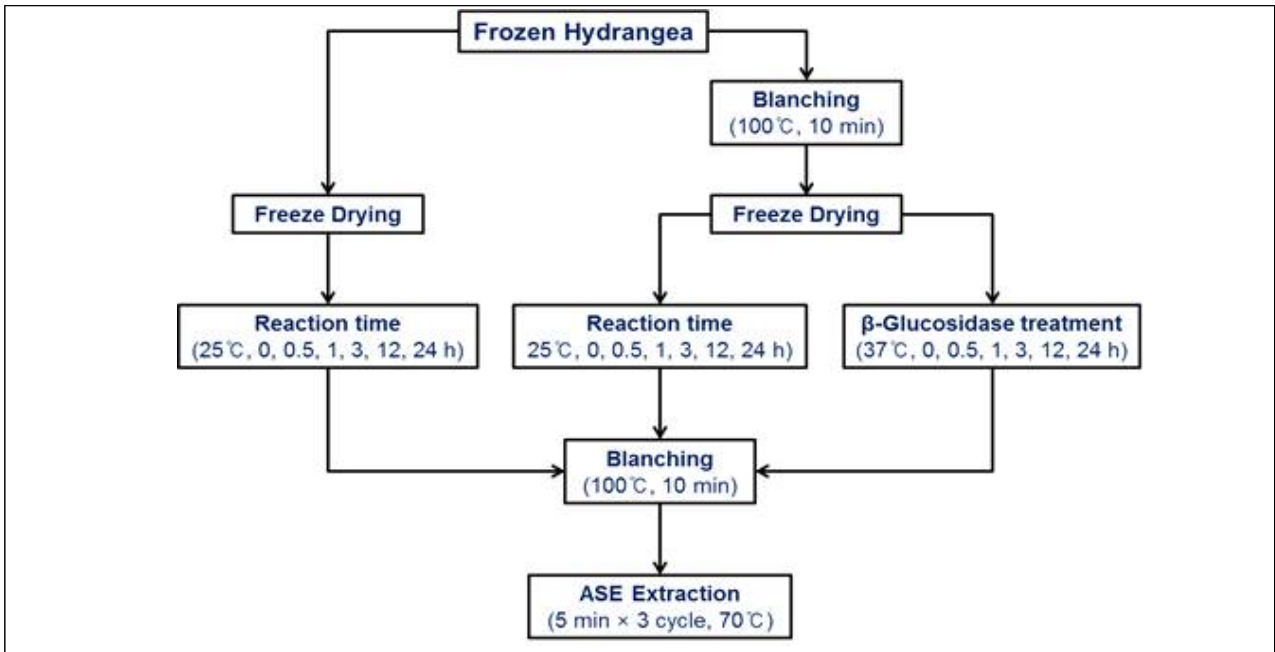 Frozen Hydrangea
Blanching
(100℃, 10 min)
Freeze Drying
Freeze Drying
Reaction time
(25℃, 0, 0.5, 1, 3, 12, 24 h)
Reaction time
25℃, 0, 0.5, 1, 3, 12, 24 h)
β-Glucosidase treatment
(37℃, 0, 0.5, 1, 3, 12, 24 h)
Blanching
(100℃, 10 min)
ASE Extraction
(5 min × 3 cycle, 70℃)